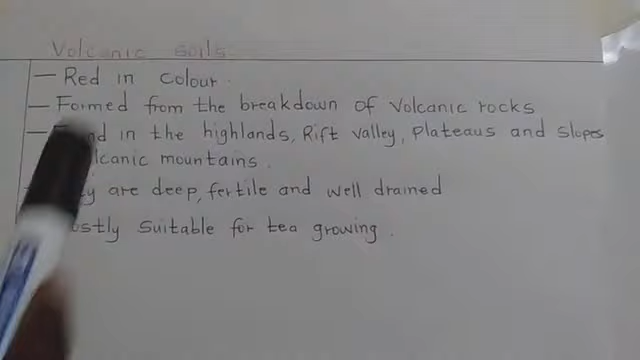 Volcanic soils.
— Red in colour.
— Formed from the breakdown of volcanic rocks
— in the highlands, Rift valley, Plateaus and slopes
mountains.
are deep, fertile and well drained
suitable for tea growing.